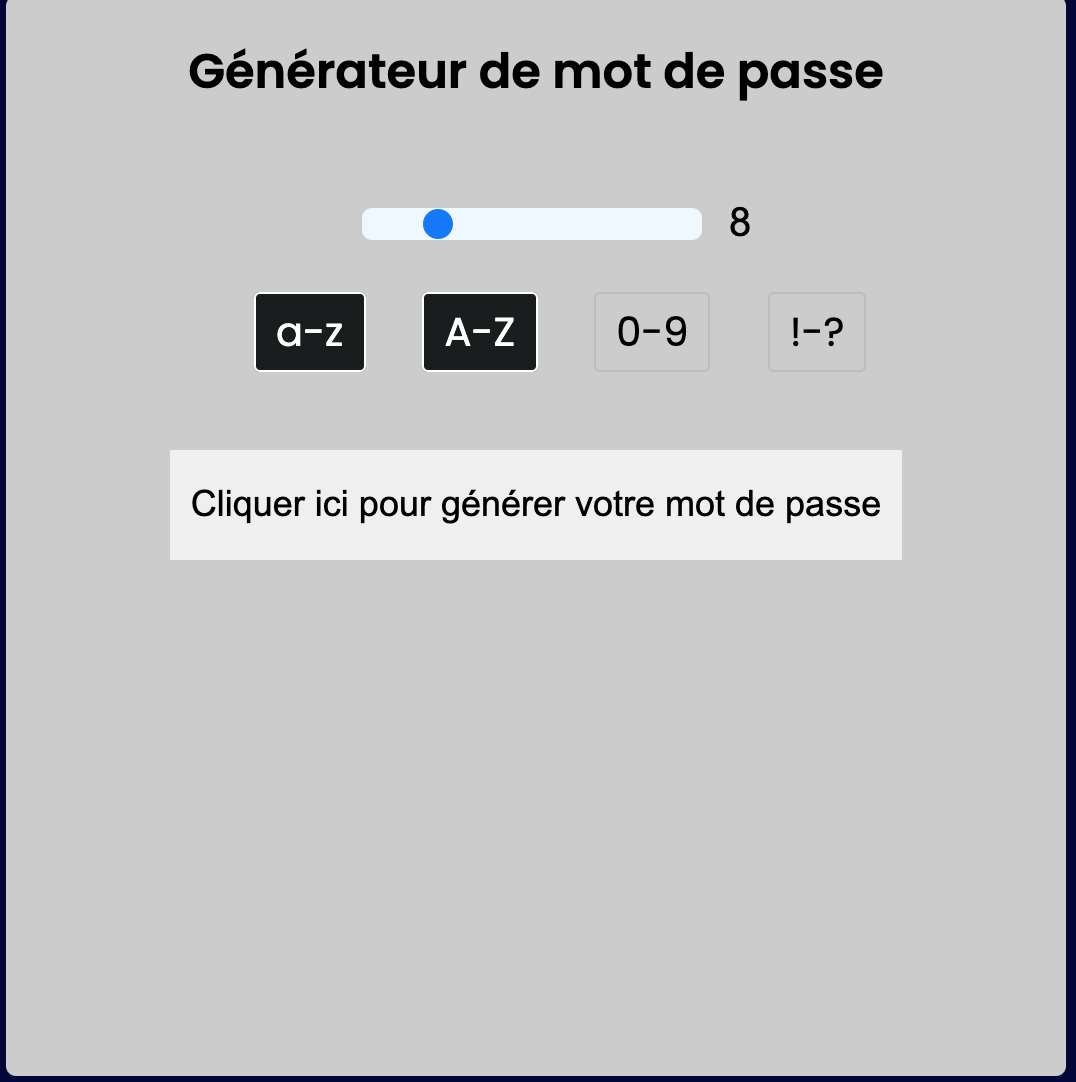 Générateur de mot de passe
8
a-z A-Z 0-9 !-?
Cliquer ici pour générer votre mot de passe